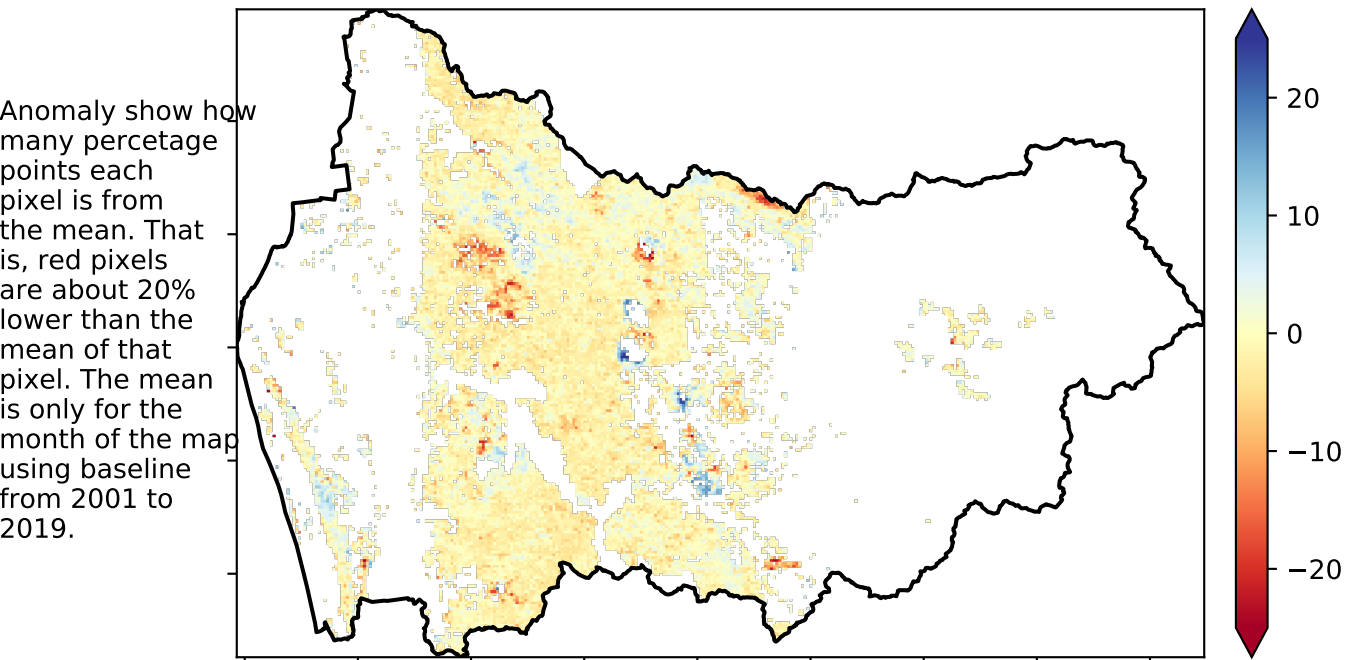 Anomaly show how
many percetage
points each
pixel is from
the mean. That
is, red pixels
are about 20%
lower than the
mean of that
pixel. The mean
is only for the
month of the map
using baseline
from 2001 to
2019.
20
10
0
−10
−20